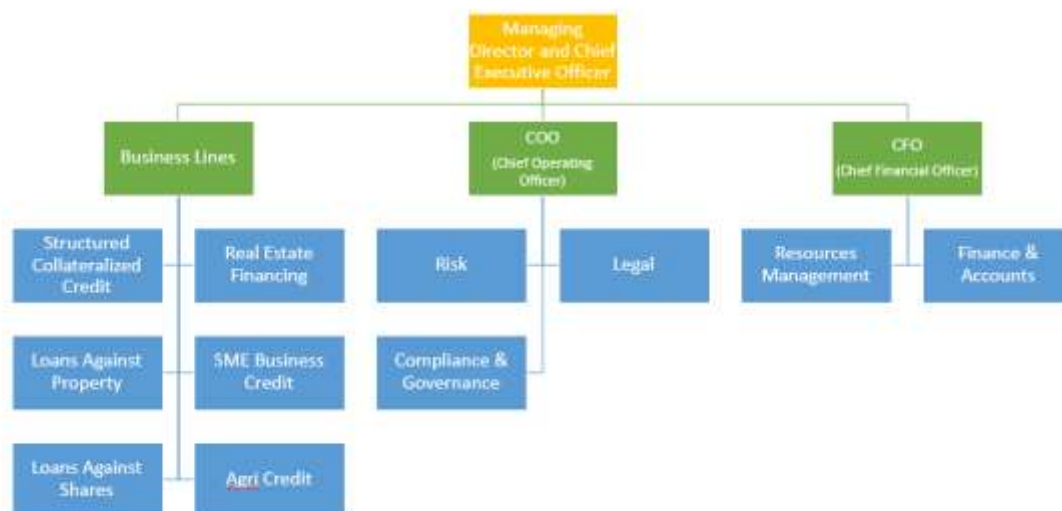 Managing
Director and Chief
Executive Officer
Business Lines
COO
(Chief Operating
Officer)
CFO
(Chief Financial Officer)
Structured
Collateralized
Credit
Real Estate
Financing
Risk
Legal
Resources
Management
Finance &
Accounts
Loans Against
Property
SME Business
Credit
Compliance &
Governance
Loans Against
Shares
Agri Credit